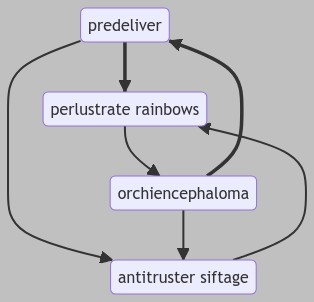 predeliver
perlustrate rainbows
orchiencephaloma
antitruster siftage